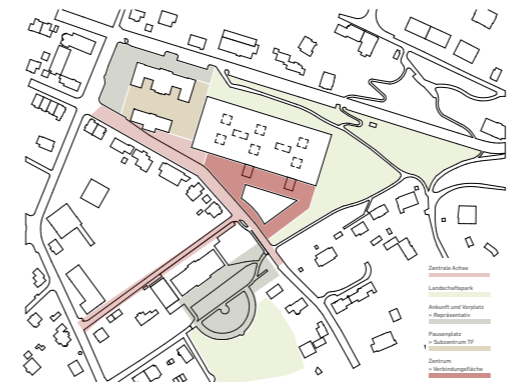 Zentrale Achse
Landschaftspark
Ankunft und Vorplatz
> Repräsentativ
Pausenplatz
> Subzentrum TF
Zentrum
> Verbindungsfläche